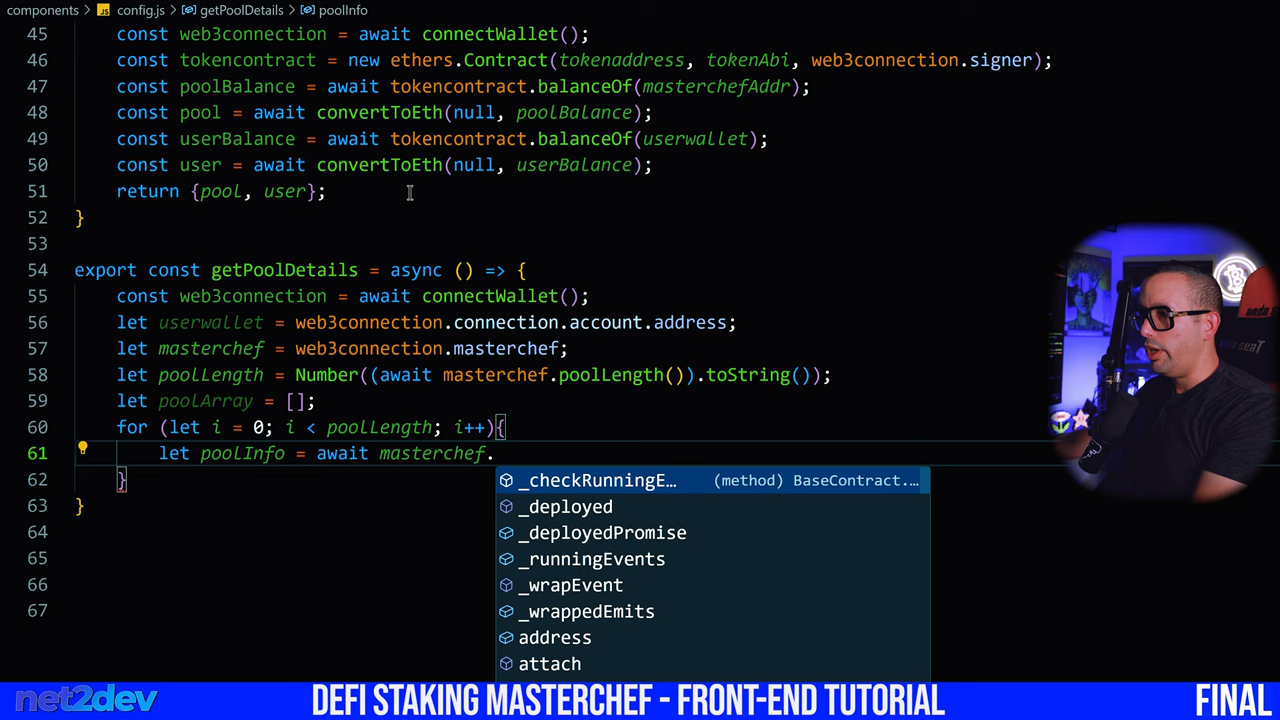 components > JS config.js > getPoolDetails > poolInfo
45 const web3connection = await connectWallet();
46 const tokencontract = new ethers.Contract(tokenaddress, tokenAbi, web3connection.signer);
47 const poolBalance = await tokencontract.balanceOf(masterchefAddr);
48 const pool = await convertToEth(null, poolBalance);
49 const userBalance = await tokencontract.balanceOf(userwallet);
50 const user = await convertToEth(null, userBalance);
51 return {pool, user};
52 }
53
54 export const getPoolDetails = async () => {
55 const web3connection = await connectWallet();
56 let userwallet = web3connection.connection.account.address;
57 let masterchef = web3connection.masterchef;
58 let poolLength = Number((await masterchef.poolLength()).toString());
59 let poolArray = [];
60 for (let i = 0; i < poolLength; i++){
61 let poolInfo = await masterchef.
62 }
63 }
64
65
66
67
_checkRunningE… (method) BaseContract.…
_deployed
_deployedPromise
_runningEvents
_wrapEvent
_wrappedEmits
address
attach
net2dev DEFI STAKING MASTERCHEF - FRONT-END TUTORIAL FINAL